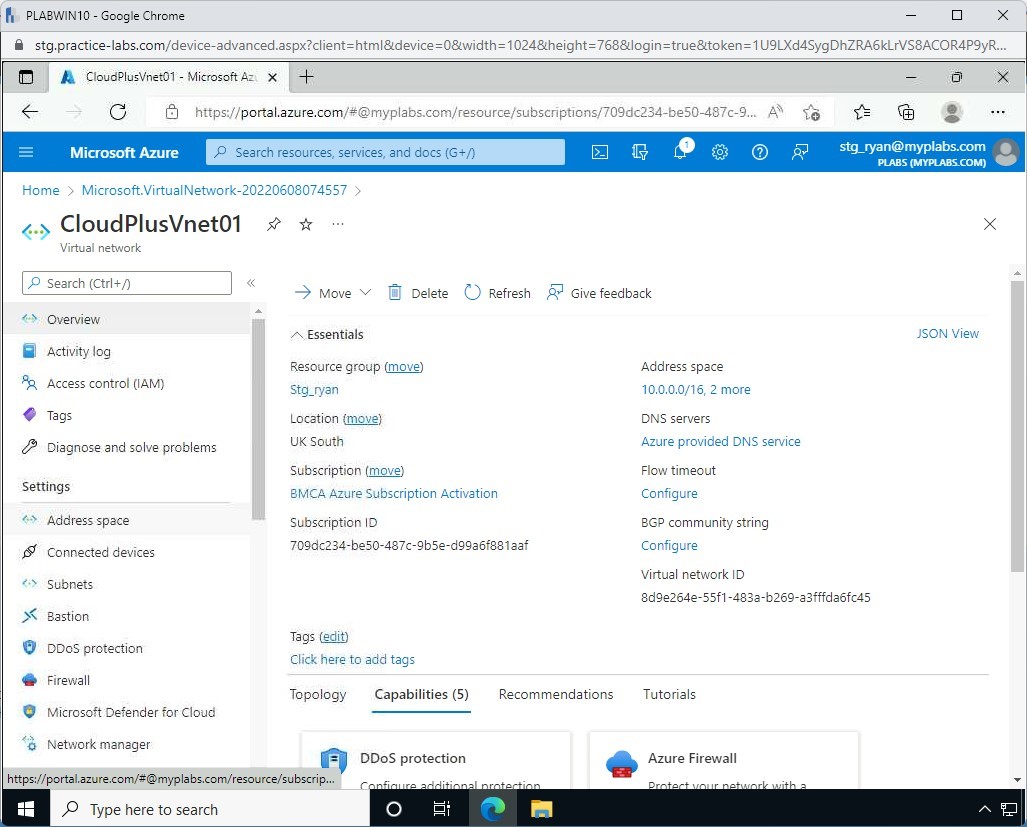 PLABWIN10 - Google Chrome
stg.practice-labs.com/device-advanced.aspx?client=html&device=0&width=1024&height=768&login=true&token=1U9LXd4SygDhZRA6kLrVS8ACOR4P9yR...
CloudPlusVnet01 - Microsoft Az
https://portal.azure.com/#@myplabs.com/resource/subscriptions/709dc234-be50-487c-9...
Microsoft Azure
Search resources, services, and docs (G+/)
1
stg_ryan@myplabs.com
PLABS (MYPLABS.COM)
Home > Microsoft.VirtualNetwork-20220608074557 >
CloudPlusVnet01
Virtual network
Search (Ctrl+/)
Overview
Activity log
Access control (IAM)
Tags
Diagnose and solve problems
Settings
Address space
Connected devices
Subnets
Bastion
DDoS protection
Firewall
Microsoft Defender for Cloud
Network manager
Move
Delete
Refresh
Give feedback
Essentials
JSON View
Resource group (move)
Stg_ryan
Location (move)
UK South
Subscription (move)
BMCA Azure Subscription Activation
Subscription ID
709dc234-be50-487c-9b5e-d99a6f881aaf
Address space
10.0.0.0/16, 2 more
DNS servers
Azure provided DNS service
Flow timeout
Configure
BGP community string
Configure
Virtual network ID
8d9e264e-55f1-483a-b269-a3fffda6fc45
Tags (edit)
Click here to add tags
Topology
Capabilities (5)
Recommendations
Tutorials
DDoS protection
Configure additional protection
Azure Firewall
Protect your network with a
https://portal.azure.com/#@myplabs.com/resource/subscrip...
Type here to search